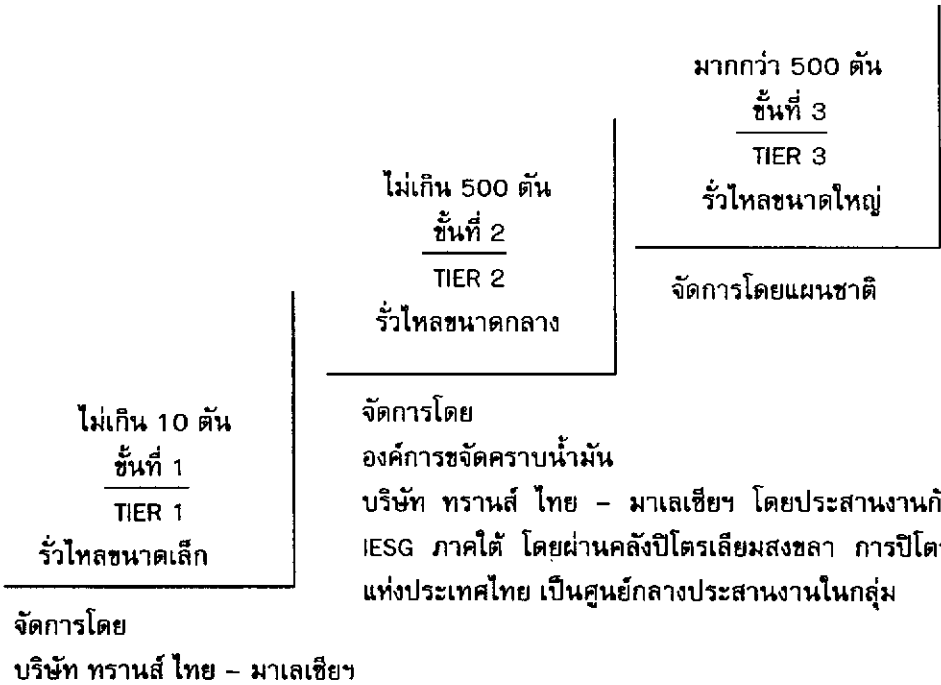 มากกว่า 500 ตัน
ขั้นที่ 3
TIER 3
รั่วไหลขนาดใหญ่
จัดการโดยแผนชาติ
ไม่เกิน 500 ตัน
ขั้นที่ 2
TIER 2
รั่วไหลขนาดกลาง
จัดการโดย
องค์การขจัดคราบน้ำมัน
บริษัท ทรานส์ ไทย – มาเลเซียฯ โดยประสานงานกั
IESG ภาคใต้ โดยผ่านคลังปิโตรเลียมสงขลา การปิโต
แห่งประเทศไทย เป็นศูนย์กลางประสานงานในกลุ่ม
ไม่เกิน 10 ตัน
ขั้นที่ 1
TIER 1
รั่วไหลขนาดเล็ก
จัดการโดย
บริษัท ทรานส์ ไทย – มาเลเซียฯ